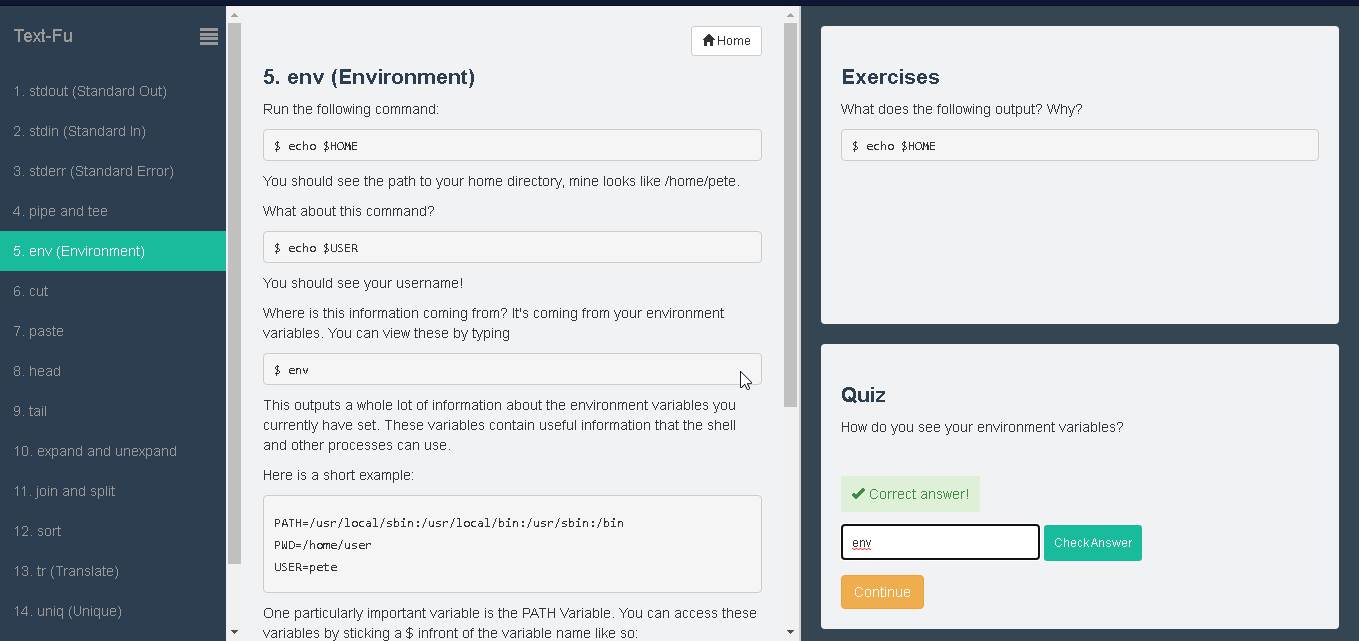 Text-Fu
1. stdout (Standard Out)
2. stdin (Standard In)
3. stderr (Standard Error)
4. pipe and tee
5. env (Environment)
6. cut
7. paste
8. head
9. tail
10. expand and unexpand
11. join and split
12. sort
13. tr (Translate)
14. uniq (Unique)
Home
5. env (Environment)
Run the following command:
$ echo $HOME
You should see the path to your home directory, mine looks like /home/pete.
What about this command?
$ echo $USER
You should see your username!
Where is this information coming from? It's coming from your environment
variables. You can view these by typing
$ env
This outputs a whole lot of information about the environment variables you
currently have set. These variables contain useful information that the shell
and other processes can use.
Here is a short example:
PATH=/usr/local/sbin:/usr/local/bin:/usr/sbin:/bin
PWD=/home/user
USER=pete
One particularly important variable is the PATH Variable. You can access these
variables by sticking a $ infront of the variable name like so:
Exercises
What does the following output? Why?
$ echo $HOME
Quiz
How do you see your environment variables?
Correct answer!
env
Check Answer
Continue